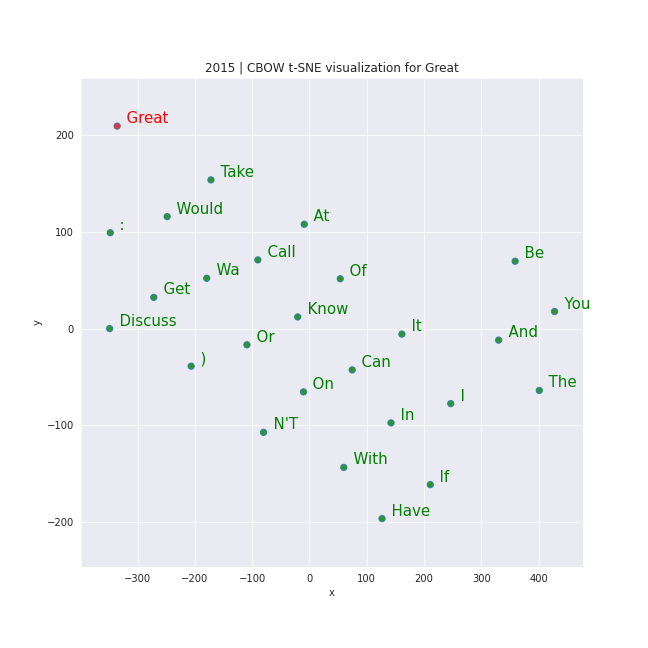 2015 | CBOW t-SNE visualization for Great
Great
Take
Would
At
:
Be
Call
Wa
Of
Get
You
Know
Discuss
It
And
Or
)
Can
On
The
I
In
N'T
With
If
Have
200
100
0
−100
−200
y
−300 −200 −100 0 100 200 300 400
x